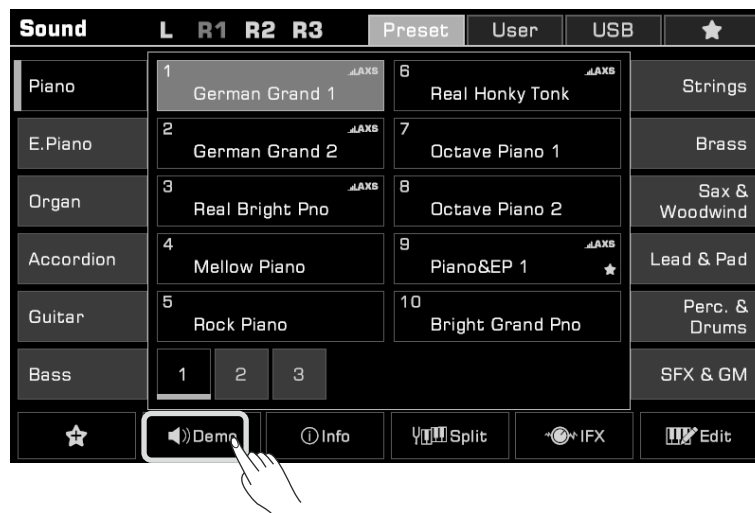 Sound L R1 R2 R3 Preset User USB
Piano
E.Piano
Organ
Accordion
Guitar
Bass
1 AXS
German Grand 1
2 AXS
German Grand 2
3 AXS
Real Bright Pno
4
Mellow Piano
5
Rock Piano
6 AXS
Real Honky Tonk
7
Octave Piano 1
8
Octave Piano 2
9 AXS
Piano&EP 1
10
Bright Grand Pno
1 2 3
Strings
Brass
Sax &
Woodwind
Lead & Pad
Perc. &
Drums
SFX & GM
Demo Info Split IFX Edit